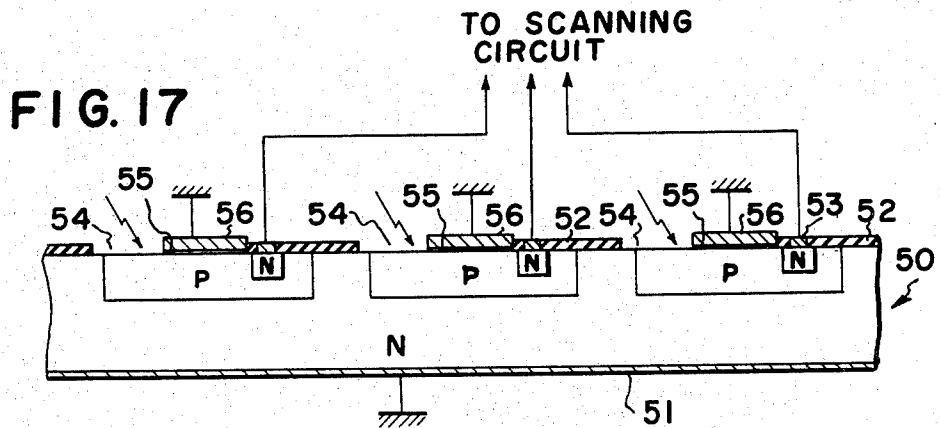 TO SCANNING
CIRCUIT
FIG. 17
55 56 54 55 56 52 54 55 56 53 52
54
N N N
P P P
50
N
51